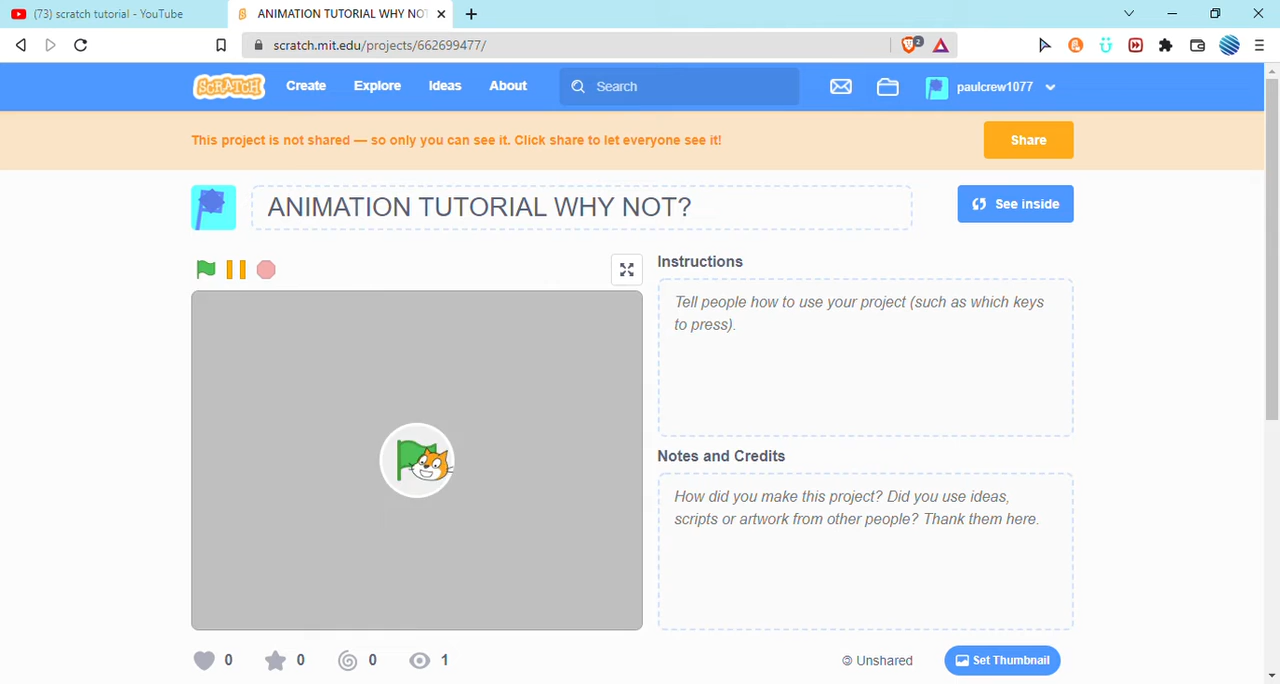 (73) scratch tutorial - YouTube
ANIMATION TUTORIAL WHY NOT
scratch.mit.edu/projects/662699477/
2
SCRATCH
Create
Explore
Ideas
About
Search
paulcrew1077
This project is not shared — so only you can see it. Click share to let everyone see it!
Share
ANIMATION TUTORIAL WHY NOT?
See inside
Instructions
Tell people how to use your project (such as which keys
to press).
Notes and Credits
How did you make this project? Did you use ideas,
scripts or artwork from other people? Thank them here.
0
0
0
1
Unshared
Set Thumbnail